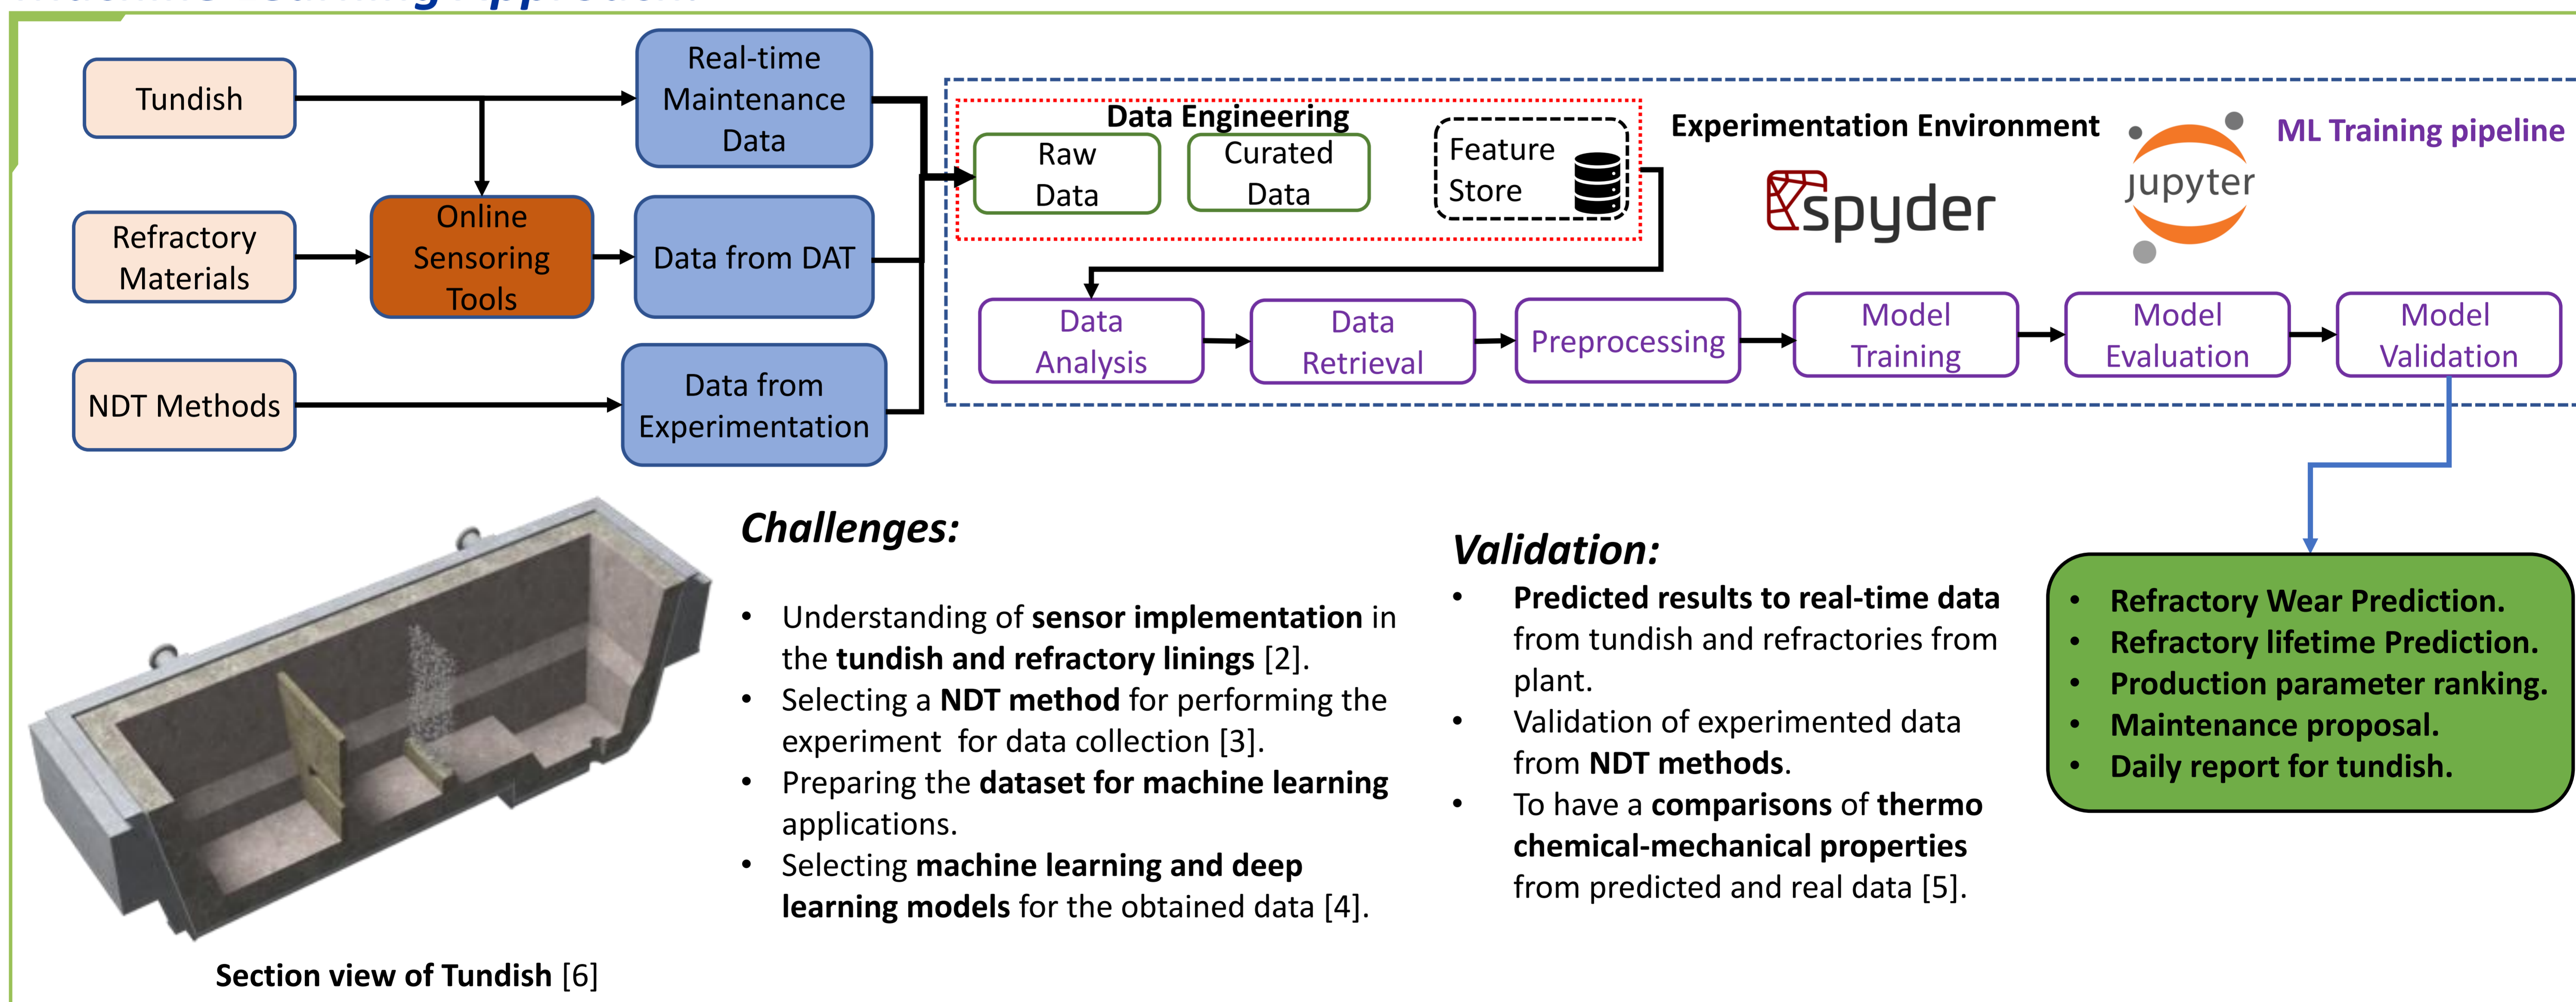 Machine Learning Approach:
Tundish
Real-time
Maintenance
Data
Refractory
Materials
Online
Sensoring
Tools
Data from DAT
NDT Methods
Data from
Experimentation
Data Engineering
Raw
Data
Curated
Data
Feature
Store
Experimentation Environment
spyder
jupyter
ML Training pipeline
Data
Analysis
Data
Retrieval
Preprocessing
Model
Training
Model
Evaluation
Model
Validation
Section view of Tundish [6]
Challenges:
• Understanding of sensor implementation in
the tundish and refractory linings [2].
• Selecting a NDT method for performing the
experiment for data collection [3].
• Preparing the dataset for machine learning
applications.
• Selecting machine learning and deep
learning models for the obtained data [4].
Validation:
• Predicted results to real-time data
from tundish and refractories from
plant.
• Validation of experimented data
from NDT methods.
• To have a comparisons of thermo
chemical-mechanical properties
from predicted and real data [5].
• Refractory Wear Prediction.
• Refractory lifetime Prediction.
• Production parameter ranking.
• Maintenance proposal.
• Daily report for tundish.